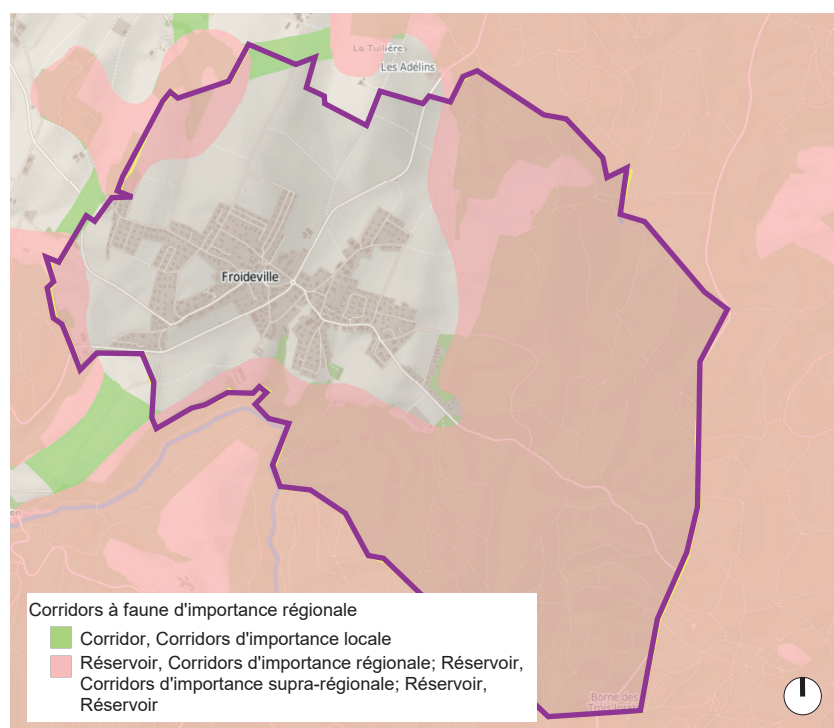 La Tuilière
Les Adélins
Froideville
Corridors à faune d'importance régionale
Corridor, Corridors d'importance locale
Réservoir, Corridors d'importance régionale; Réservoir,
Corridors d'importance supra-régionale; Réservoir,
Réservoir
Borne des
Trois